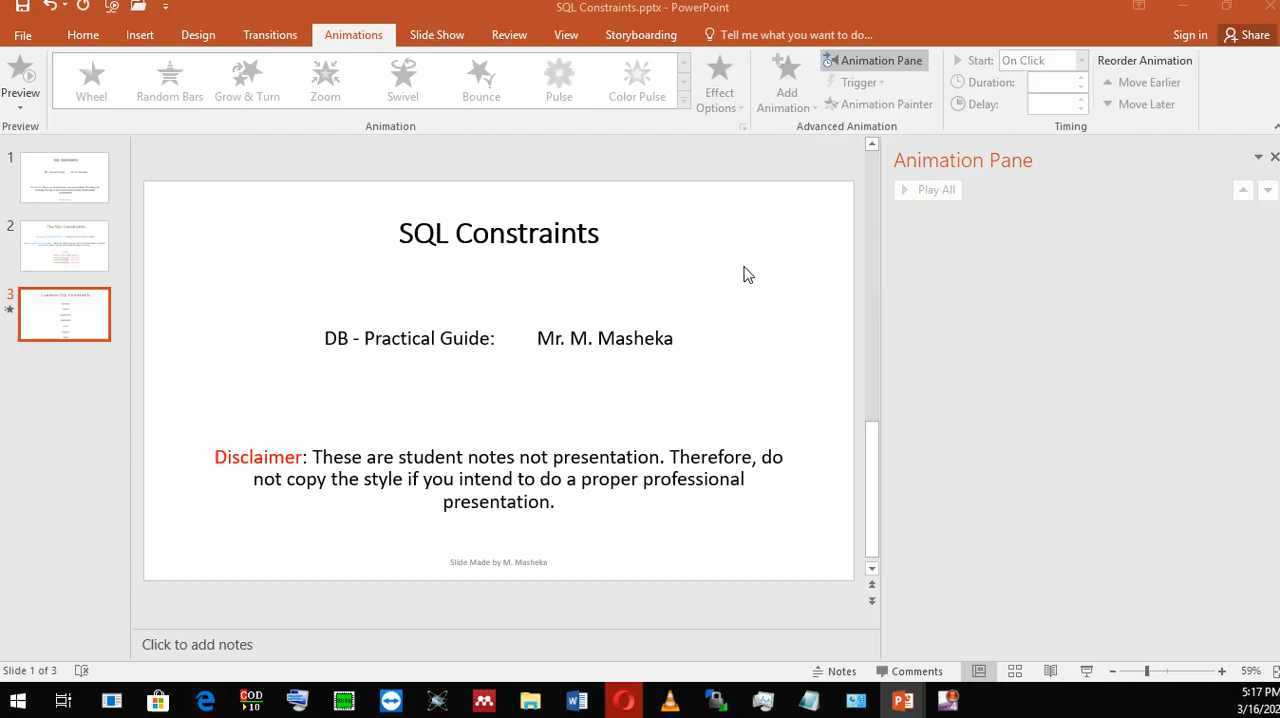 SQL Constraints.pptx - PowerPoint
File Home Insert Design Transitions Animations Slide Show Review View Storyboarding Tell me what you want to do... Sign in Share
Preview
Preview
Wheel Random Bars Grow & Turn Zoom Swivel Bounce Pulse Color Pulse
Animation
Effect
Options
Add
Animation
Animation Pane
Trigger
Animation Painter
Advanced Animation
Start: On Click
Duration:
Delay:
Reorder Animation
Move Earlier
Move Later
Timing
1
2
3
SQL Constraints
DB - Practical Guide: Mr. M. Masheka
Disclaimer: These are student notes not presentation. Therefore, do
not copy the style if you intend to do a proper professional
presentation.
Slide Made by M. Masheka
Animation Pane
Play All
Click to add notes
Slide 1 of 3 Notes Comments 59%
5:17 PM
3/16/202